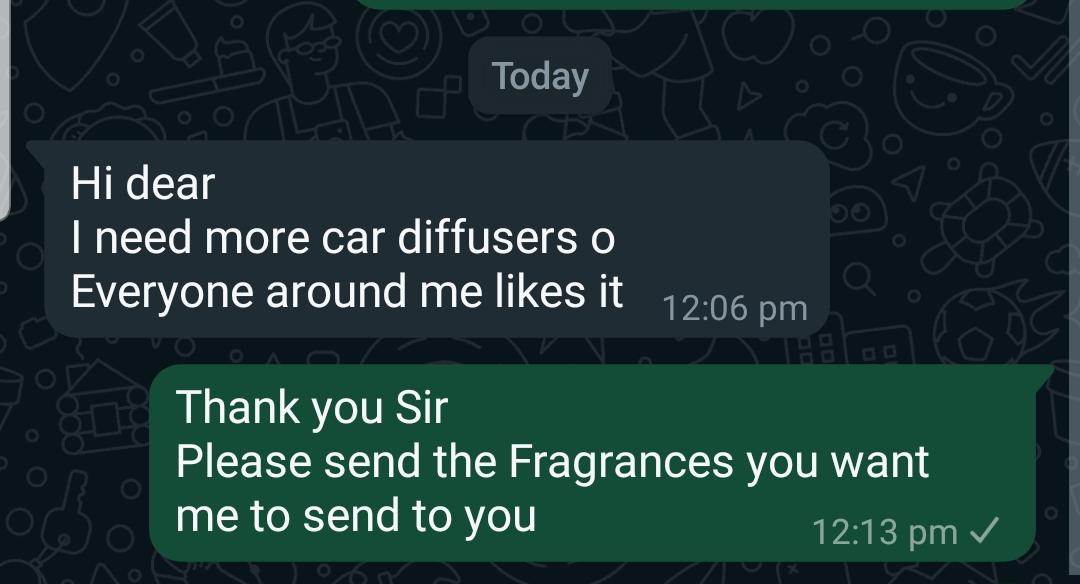 Today
Hi dear
I need more car diffusers o
Everyone around me likes it
12:06 pm
Thank you Sir
Please send the Fragrances you want
me to send to you
12:13 pm